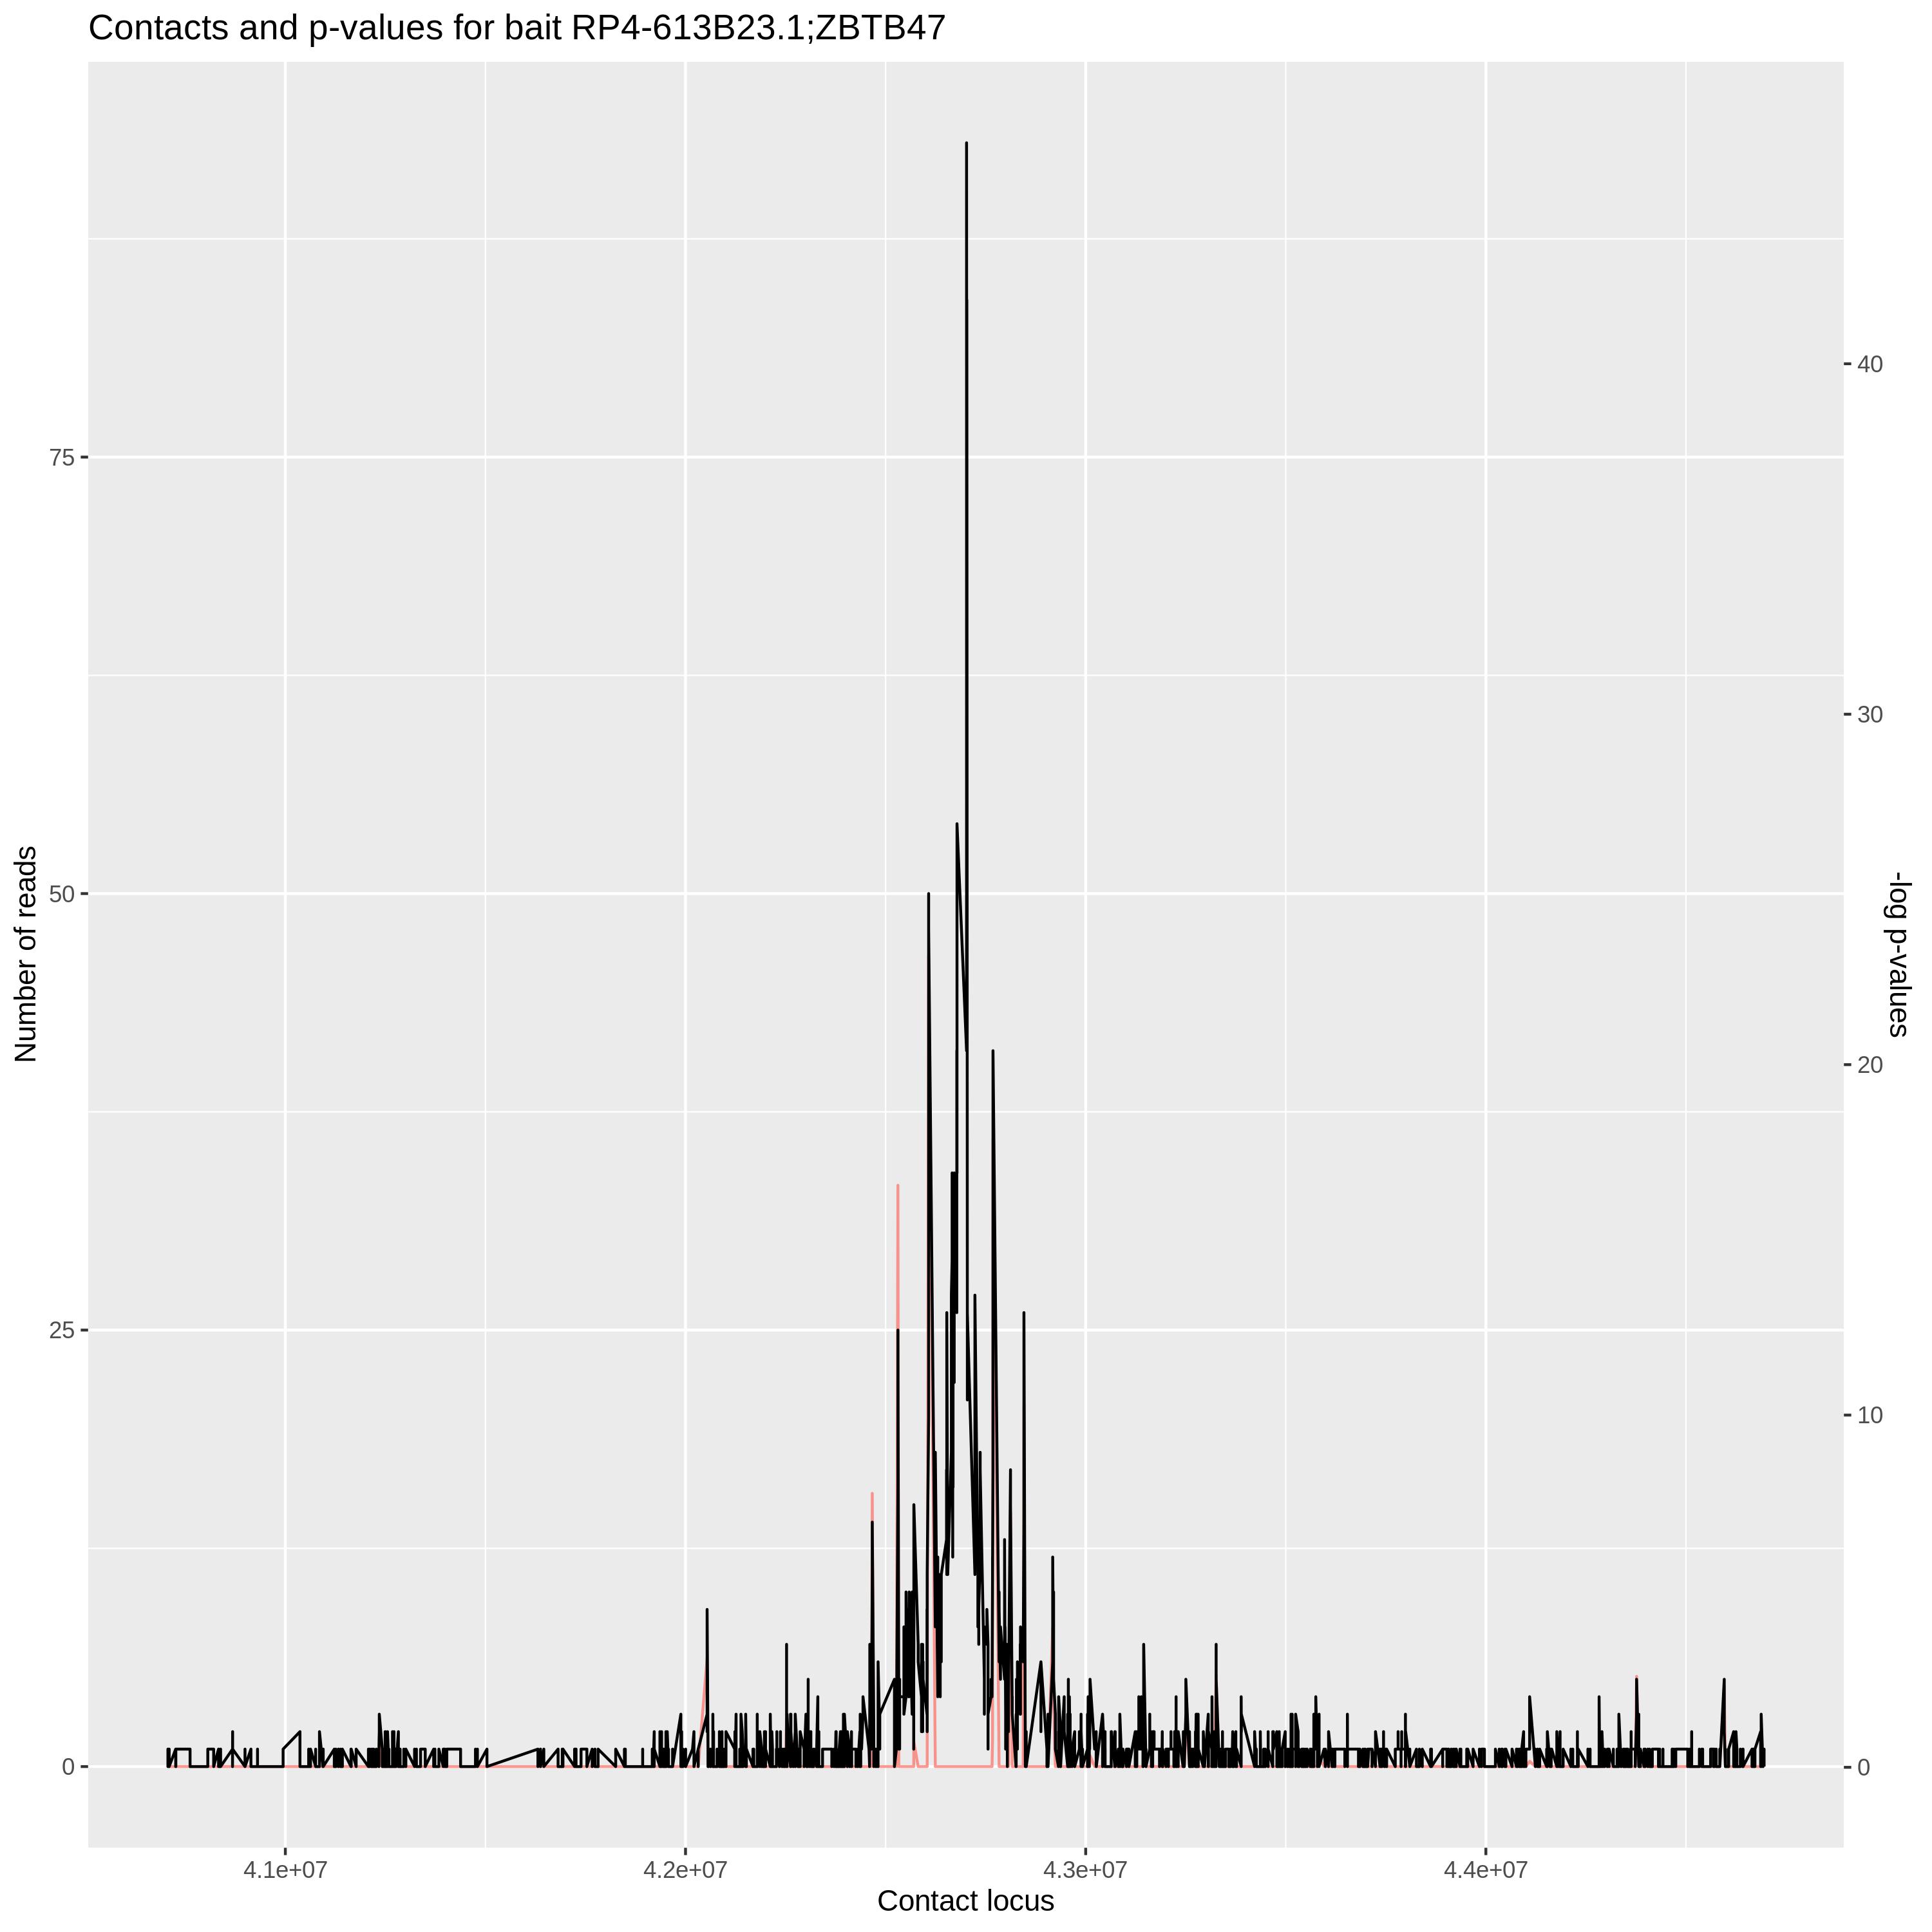 Contacts and p-values for bait RP4-613B23.1;ZBTB47
75
50
25
0
Number of reads
40
30
20
10
0
-log p-values
4.1e+07
4.2e+07
4.3e+07
4.4e+07
Contact locus